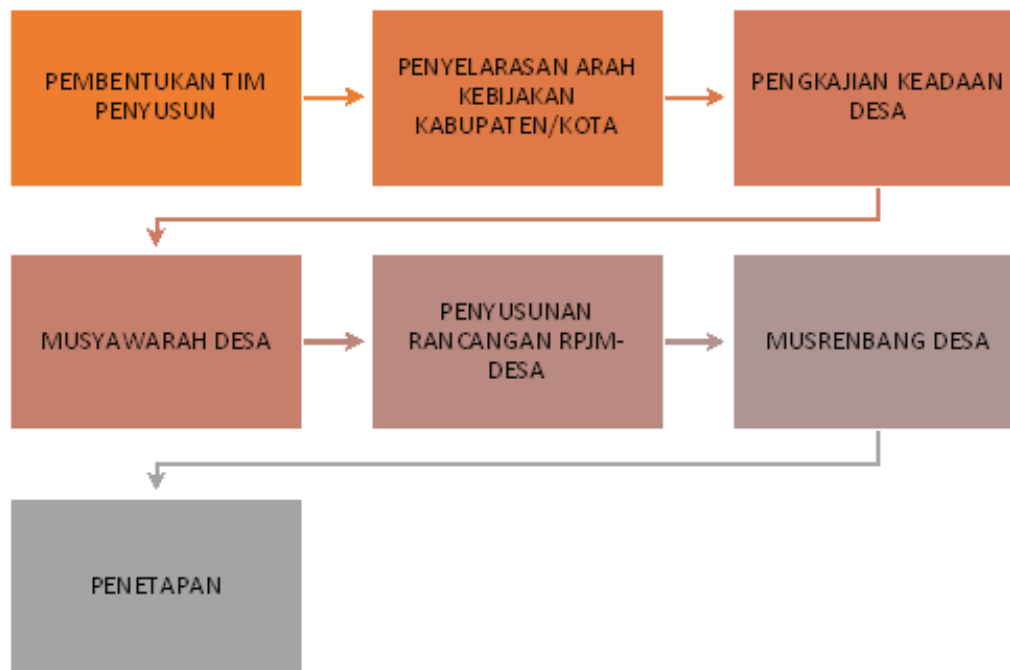 PEMBENTUKAN TIM
PENYUSUN
PENYELARASAN ARAH
KEBIJAKAN
KABUPATEN/KOTA
PENGKAJIAN KEADAAN
DESA
MUSYAWARAH DESA
PENYUSUNAN
RANCANGAN RPJM-
DESA
MUSRENBANG DESA
PENETAPAN